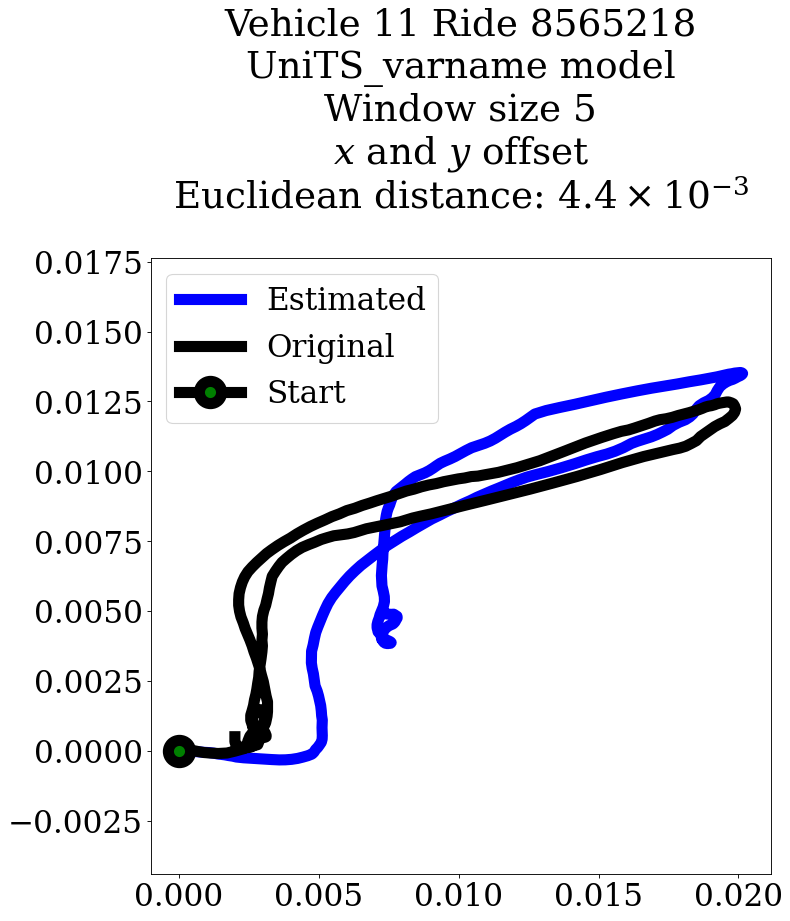 Vehicle 11 Ride 8565218
UniTS_varname model
Window size 5
x and y offset
Euclidean distance: 4.4 × 10⁻³
0.0175
0.0150
0.0125
0.0100
0.0075
0.0050
0.0025
0.0000
−0.0025
Estimated
Original
Start
0.000 0.005 0.010 0.015 0.020